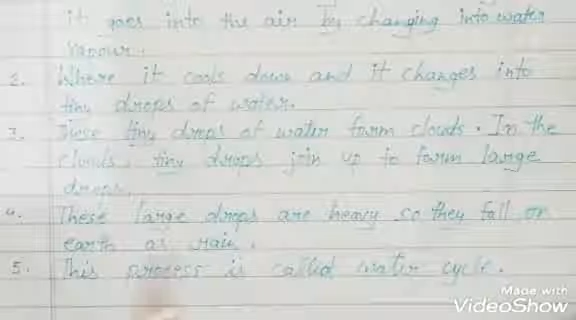 it goes into the air by changing into water
vapour.
2. Where it cools down and it changes into
tiny drops of water.
3. These tiny drops of water form clouds. In the
clouds, tiny drops join up to form large
drops.
4. These large drops are heavy so they fall on
earth as rain.
5. This process is called water cycle.
Made with
VideoShow